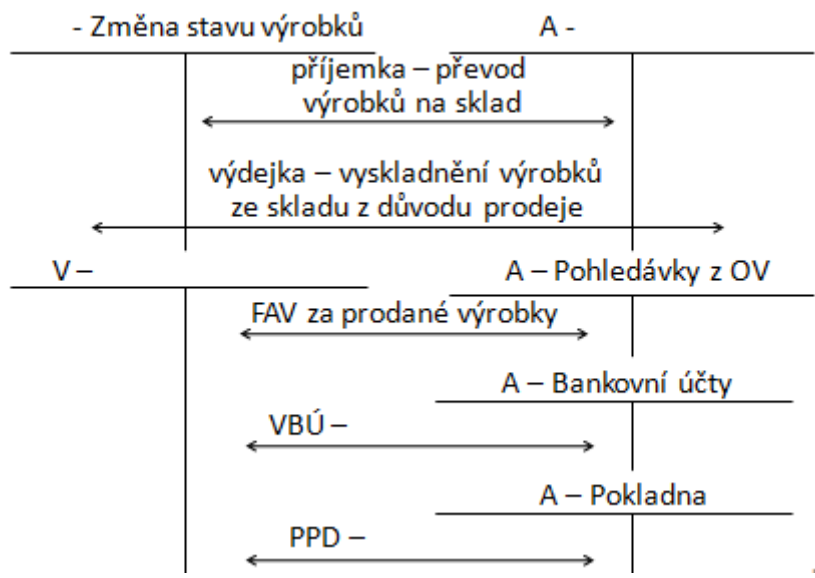 - Změna stavu výrobků
A -
příjemka – převod
výrobků na sklad
výdejka – vyskladnění výrobků
ze skladu z důvodu prodeje
V –
A – Pohledávky z OV
FAV za prodané výrobky
A – Bankovní účty
VBÚ –
A – Pokladna
PPD –